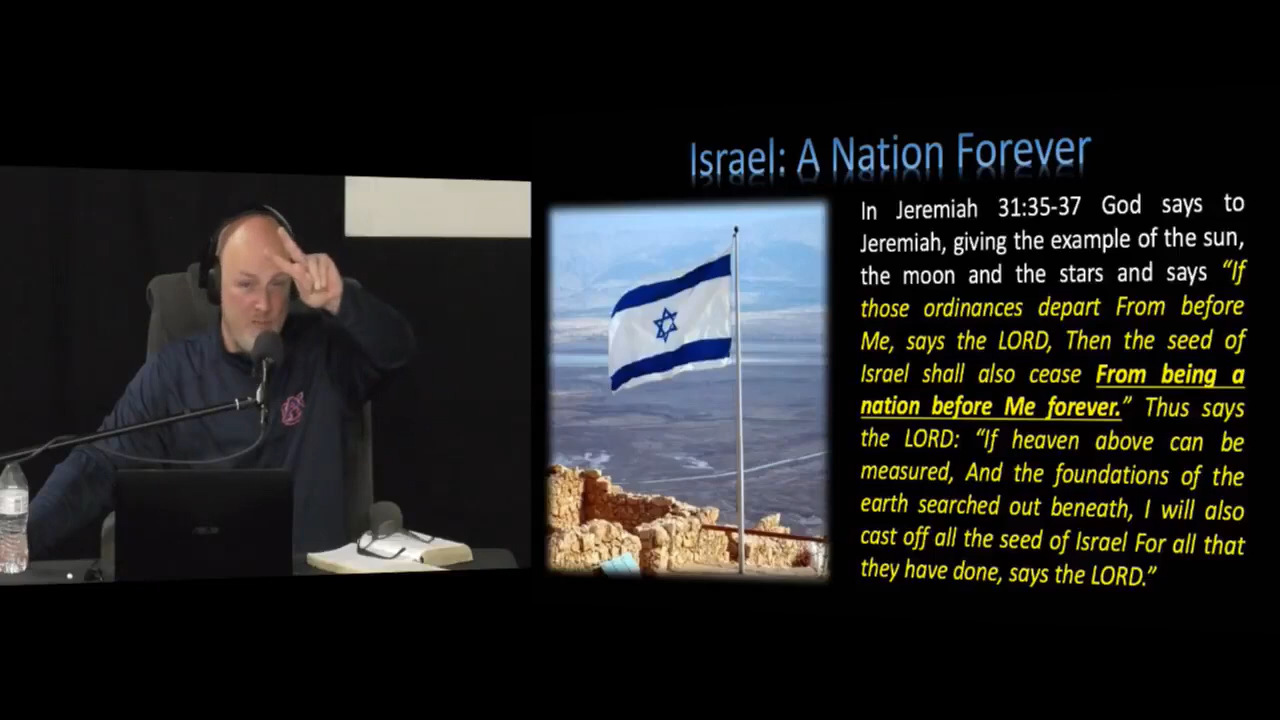 Israel: A Nation Forever
In Jeremiah 31:35-37 God says to
Jeremiah, giving the example of the sun,
the moon and the stars and says “If
those ordinances depart From before
Me, says the LORD, Then the seed of
Israel shall also cease From being a
nation before Me forever.” Thus says
the LORD: “If heaven above can be
measured, And the foundations of the
earth searched out beneath, I will also
cast off all the seed of Israel For all that
they have done, says the LORD.”